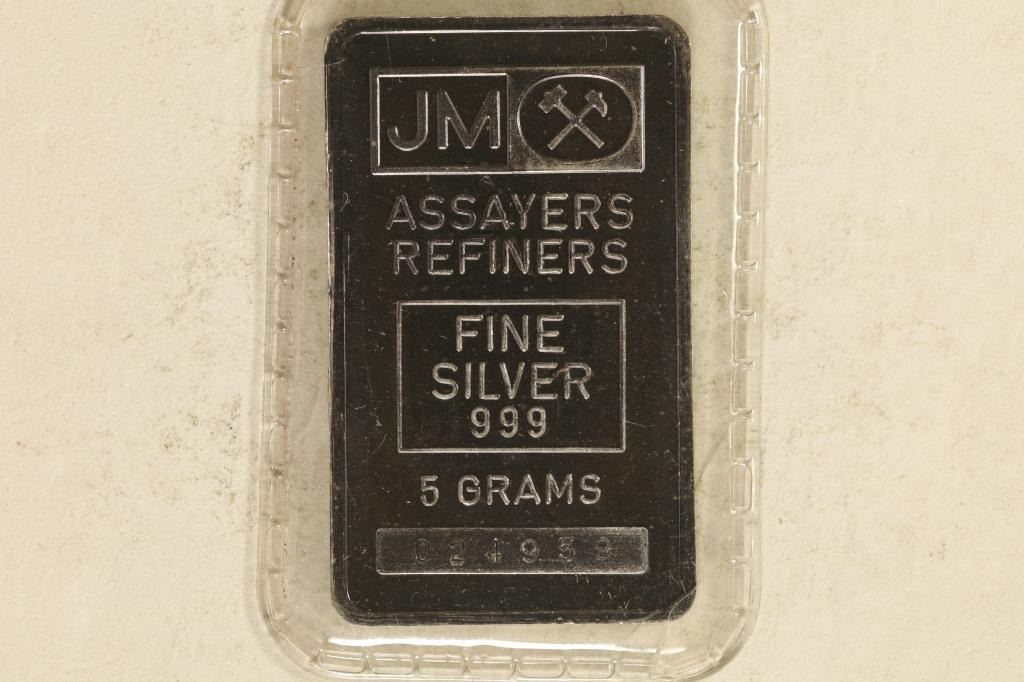 JM
ASSAYERS
REFINERS
FINE
SILVER
999
5 GRAMS